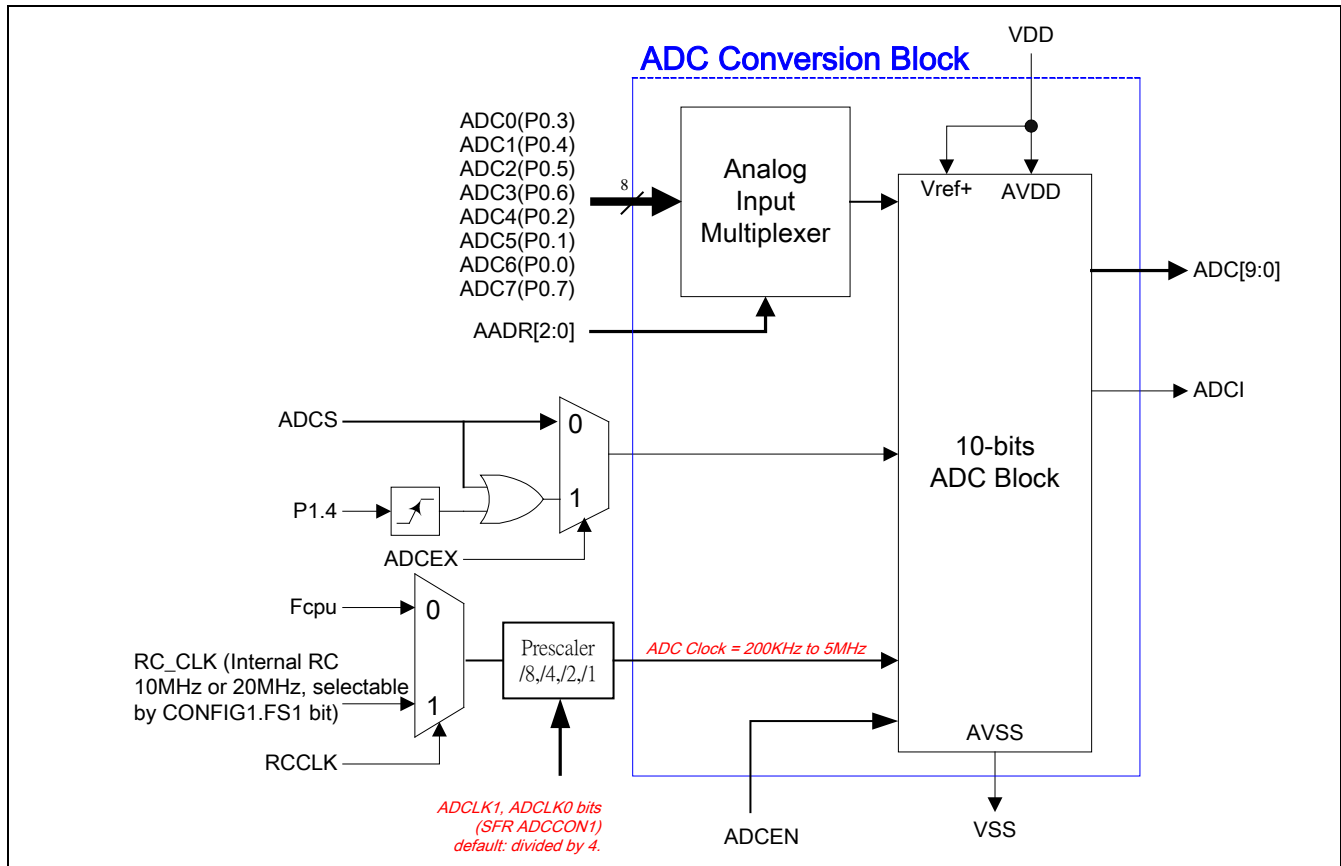 VDD
ADC Conversion Block
ADC0(P0.3)
ADC1(P0.4)
ADC2(P0.5)
ADC3(P0.6)
ADC4(P0.2)
ADC5(P0.1)
ADC6(P0.0)
ADC7(P0.7)
8
Analog
Input
Multiplexer
Vref+
AVDD
ADC[9:0]
AADR[2:0]
ADCI
ADCS
0
1
P1.4
ADCEX
10-bits
ADC Block
Fcpu
0
RC_CLK (Internal RC
10MHz or 20MHz, selectable
by CONFIG1.FS1 bit)
1
RCCLK
Prescaler
/8,/4,/2,/1
ADC Clock = 200KHz to 5MHz
AVSS
ADCLK1, ADCLK0 bits
(SFR ADCCON1)
default: divided by 4.
ADCEN
VSS